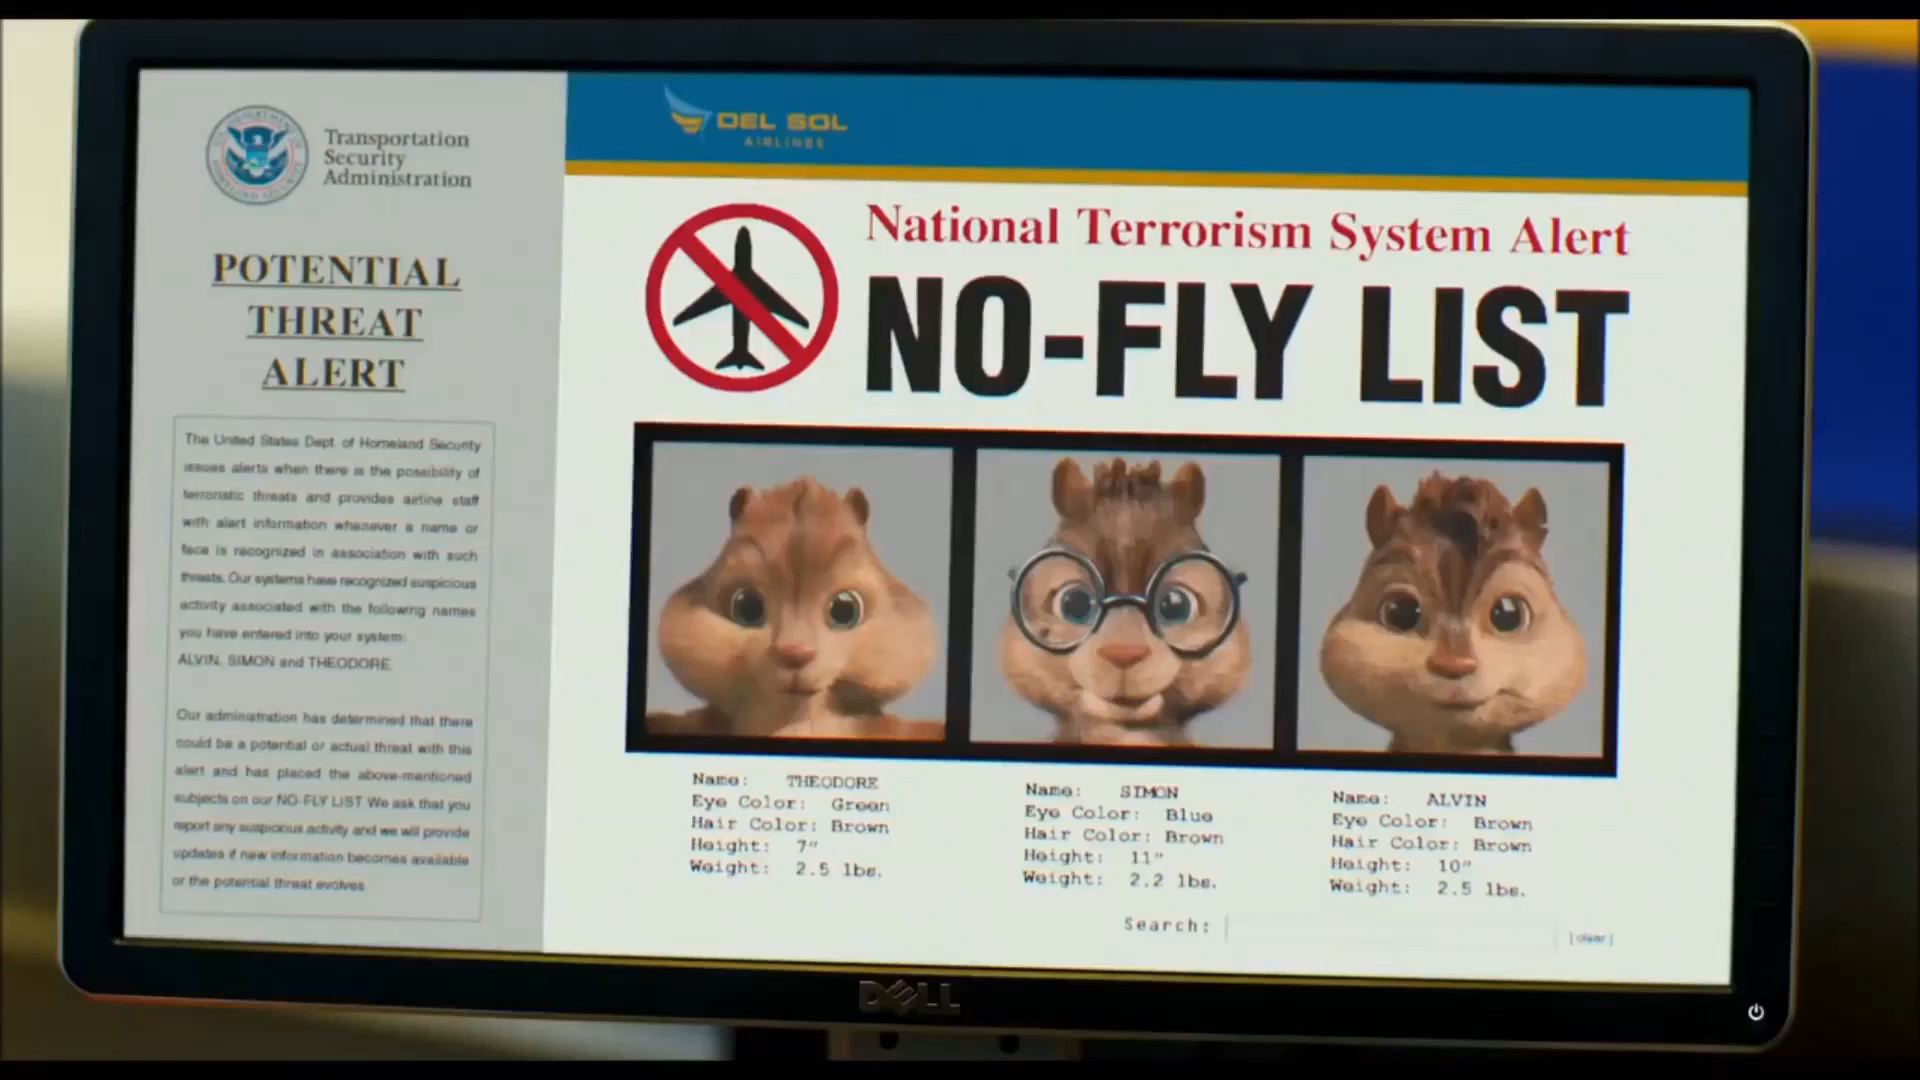 Transportation
Security
Administration
POTENTIAL
THREAT
ALERT
The United States Dept. of Homeland Security
issues alerts when there is the possibility of
terroristic threats and provides airline staff
with alert information whenever a name or
face is recognized in association with such
threats. Our systems have recognized suspicious
activity associated with the following names
you have entered into your system:
ALVIN, SIMON and THEODORE.
Our administration has determined that there
could be a potential or actual threat with this
alert and has placed the above-mentioned
subjects on our NO-FLY LIST We ask that you
report any suspicious activity and we will provide
updates if new information becomes available
or the potential threat evolves.
DEL SOL
AIRLINES
National Terrorism System Alert
NO-FLY LIST
Name: THEODORE
Eye Color: Green
Hair Color: Brown
Height: 7"
Weight: 2.5 lbs.
Name: SIMON
Eye Color: Blue
Hair Color: Brown
Height: 11"
Weight: 2.2 lbs.
Name: ALVIN
Eye Color: Brown
Hair Color: Brown
Height: 10"
Weight: 2.5 lbs.
Search:
[clear]
DELL